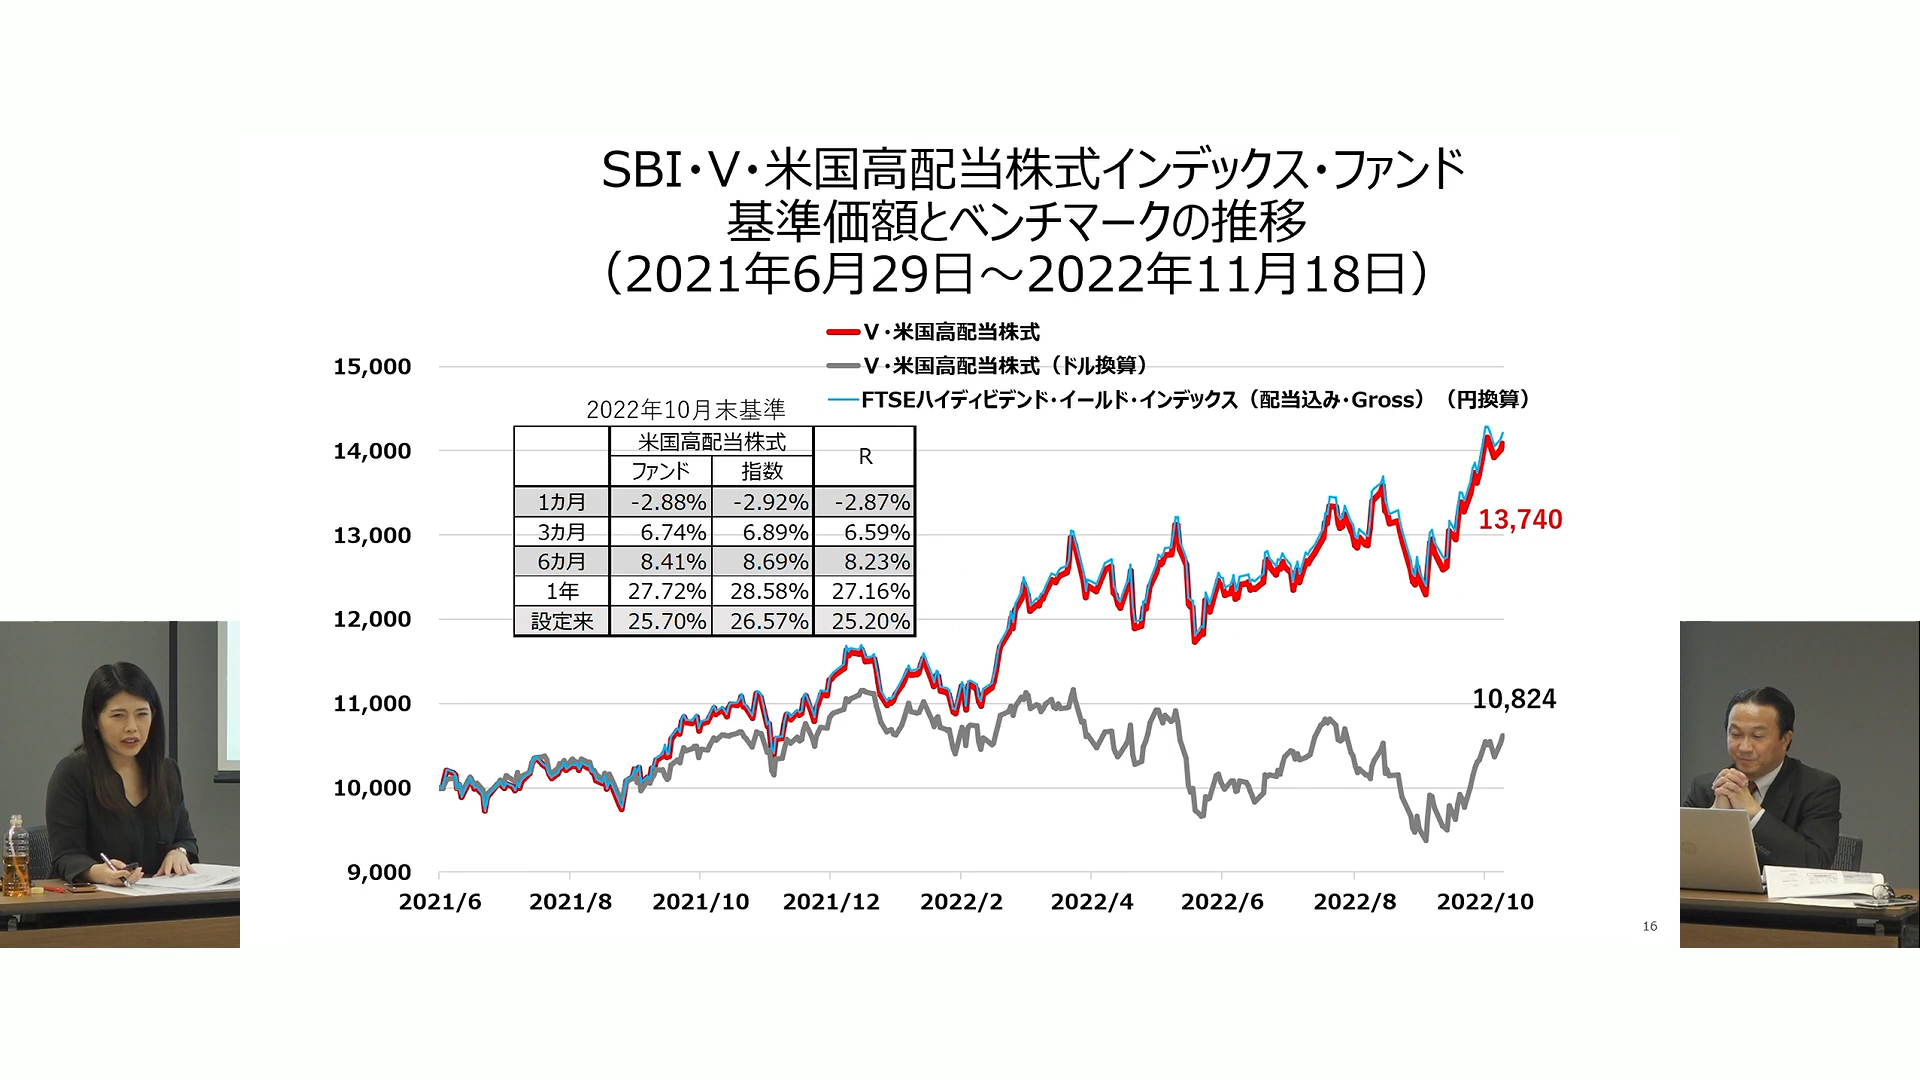 SBI・V・米国高配当株式インデックス・ファンド
基準価額とベンチマークの推移
（2021年6月29日～2022年11月18日）
V・米国高配当株式
V・米国高配当株式（ドル換算）
FTSEハイディビデンド・イールド・インデックス（配当込み・Gross）（円換算）
2022年10月末基準
米国高配当株式 R
ファンド 指数
1カ月 -2.88% -2.92% -2.87%
3カ月 6.74% 6.89% 6.59%
6カ月 8.41% 8.69% 8.23%
1年 27.72% 28.58% 27.16%
設定来 25.70% 26.57% 25.20%
15,000
14,000
13,000
12,000
11,000
10,000
9,000
13,740
10,824
2021/6 2021/8 2021/10 2021/12 2022/2 2022/4 2022/6 2022/8 2022/10
16